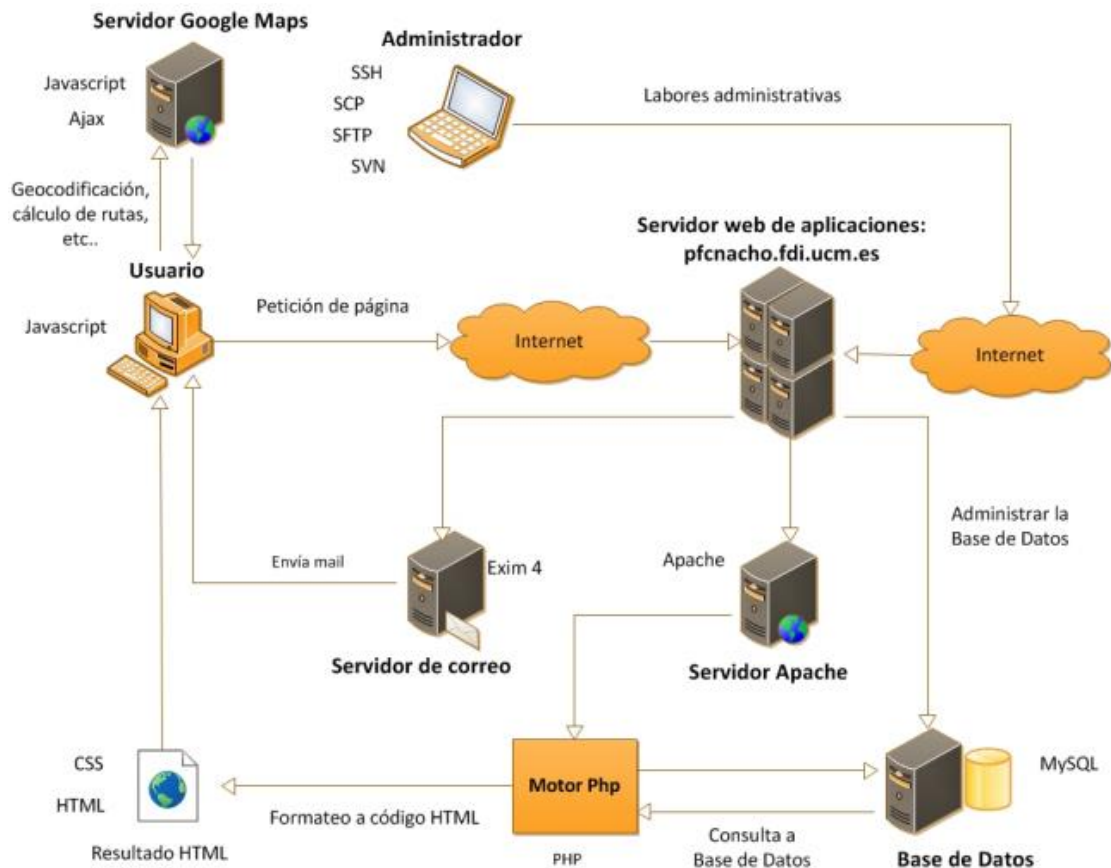 Servidor Google Maps
Javascript
Ajax
Administrador
SSH
SCP
SFTP
SVN
Labores administrativas
Geocodificación,
cálculo de rutas,
etc..
Usuario
Javascript
Petición de página
Internet
Servidor web de aplicaciones:
pfcnacho.fdi.ucm.es
Internet
Administrar la
Base de Datos
Envía mail
Exim 4
Servidor de correo
Apache
Servidor Apache
CSS
HTML
Resultado HTML
Formateo a código HTML
Motor Php
PHP
Consulta a
Base de Datos
MySQL
Base de Datos